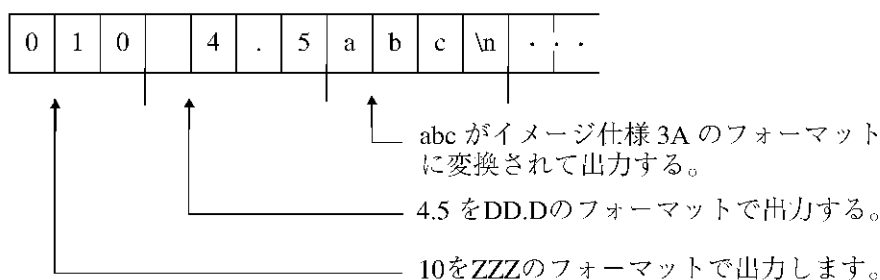 0 1 0 4 . 5 a b c \n . . .
abc がイメージ仕様 3A のフォーマット
に変換されて出力する。
4.5 をDD.Dのフォーマットで出力する。
10をZZZのフォーマットで出力します。